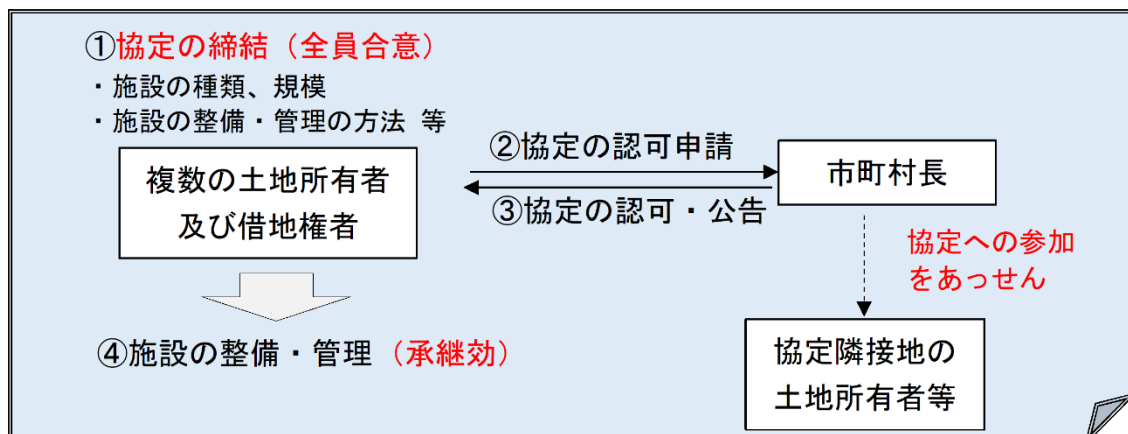 ①協定の締結（全員合意）
・施設の種類、規模
・施設の整備・管理の方法 等
複数の土地所有者
及び借地権者
②協定の認可申請
③協定の認可・公告
市町村長
協定への参加
をあっせん
④施設の整備・管理（承継効）
協定隣接地の
土地所有者等